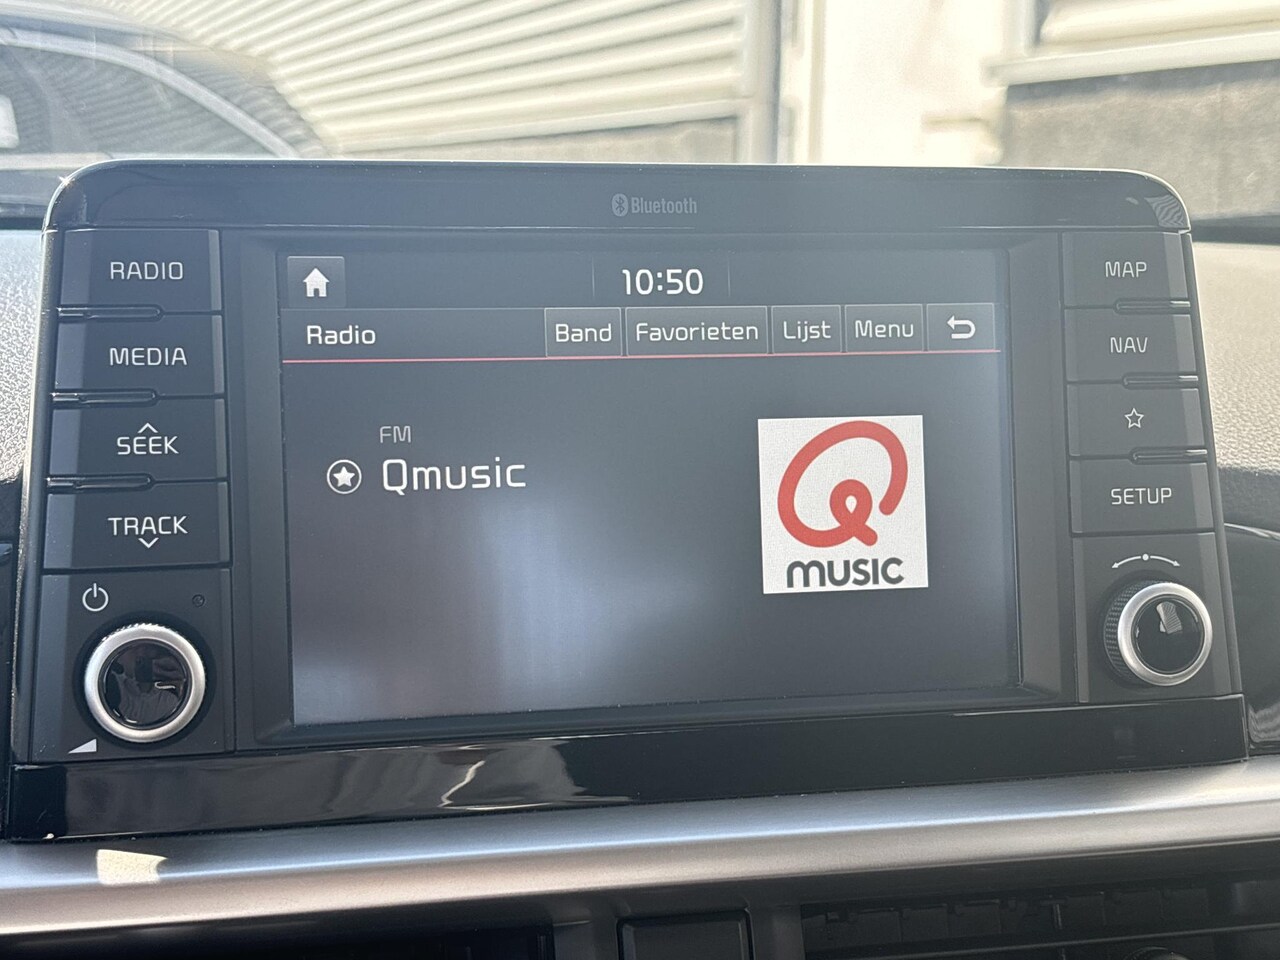 Bluetooth
RADIO
MEDIA
SEEK
TRACK
10:50
Radio
Band
Favorieten
Lijst
Menu
FM
Qmusic
Q
MUSIC
MAP
NAV
SETUP